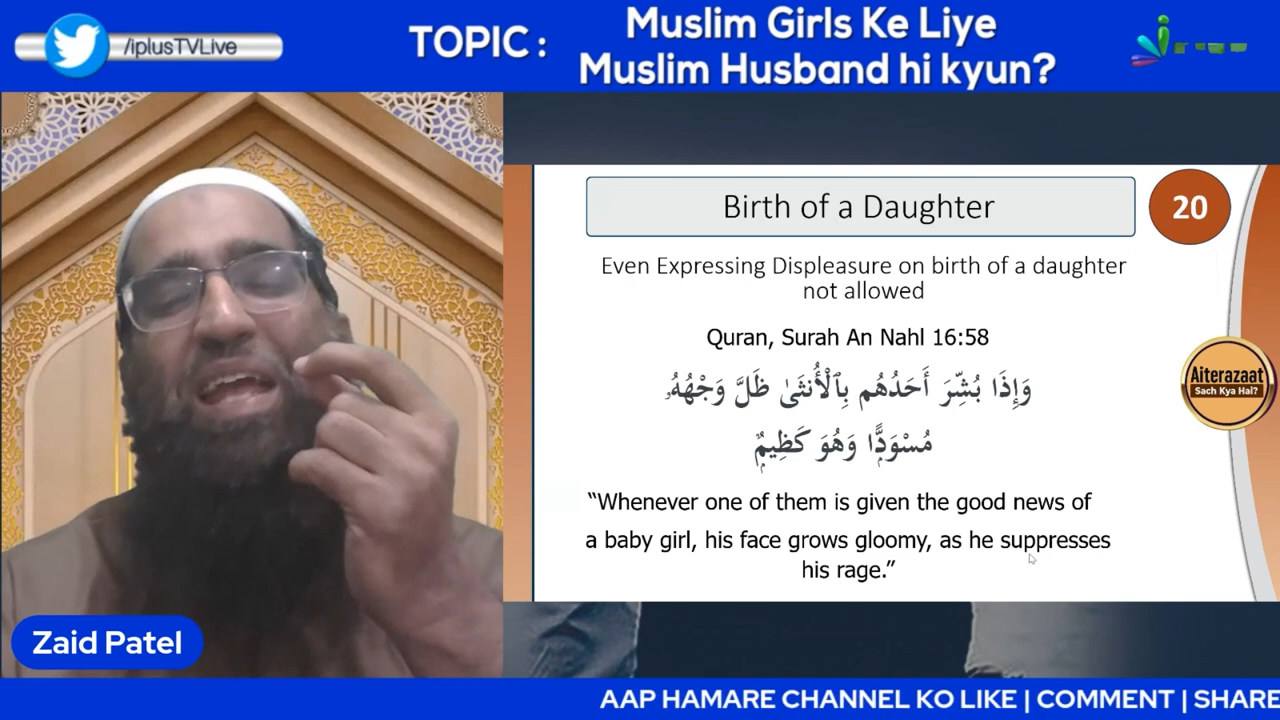 /iplusTVLive
TOPIC :
Muslim Girls Ke Liye
Muslim Husband hi kyun?
Birth of a Daughter
20
Even Expressing Displeasure on birth of a daughter
not allowed
Quran, Surah An Nahl 16:58
وَإِذَا بُشِّرَ أَحَدُهُم بِٱلْأُنثَىٰ ظَلَّ وَجْهُهُۥ
مُسْوَدًّۭا وَهُوَ كَظِيمٌۭ
“Whenever one of them is given the good news of
a baby girl, his face grows gloomy, as he suppresses
his rage.”
Aiterazaat
Sach Kya Hai?
Zaid Patel
AAP HAMARE CHANNEL KO LIKE | COMMENT | SHARE